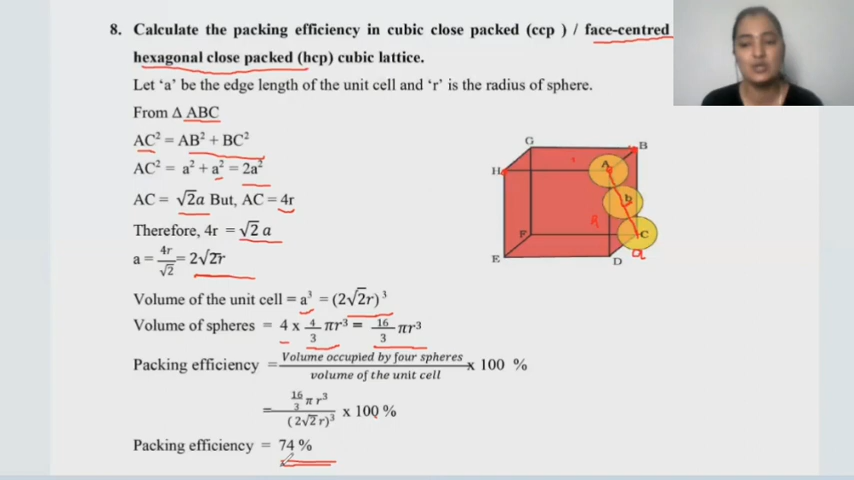 8. Calculate the packing efficiency in cubic close packed (ccp ) / face-centred
hexagonal close packed (hcp) cubic lattice.
Let 'a' be the edge length of the unit cell and 'r' is the radius of sphere.
From Δ ABC
AC² = AB² + BC²
AC² = a² + a² = 2a²
AC = √2a But, AC = 4r
Therefore, 4r = √2 a
a = 4r/√2 = 2√2r
Volume of the unit cell = a³ = (2√2r) ³
Volume of spheres = 4 x 4/3 πr³ = 16/3 πr³
Packing efficiency = Volume occupied by four spheres / volume of the unit cell x 100 %
= 16/3 π r³ / (2√2 r)³ x 100 %
Packing efficiency = 74 %
G
B
H
A
b
C
F
E
D
a